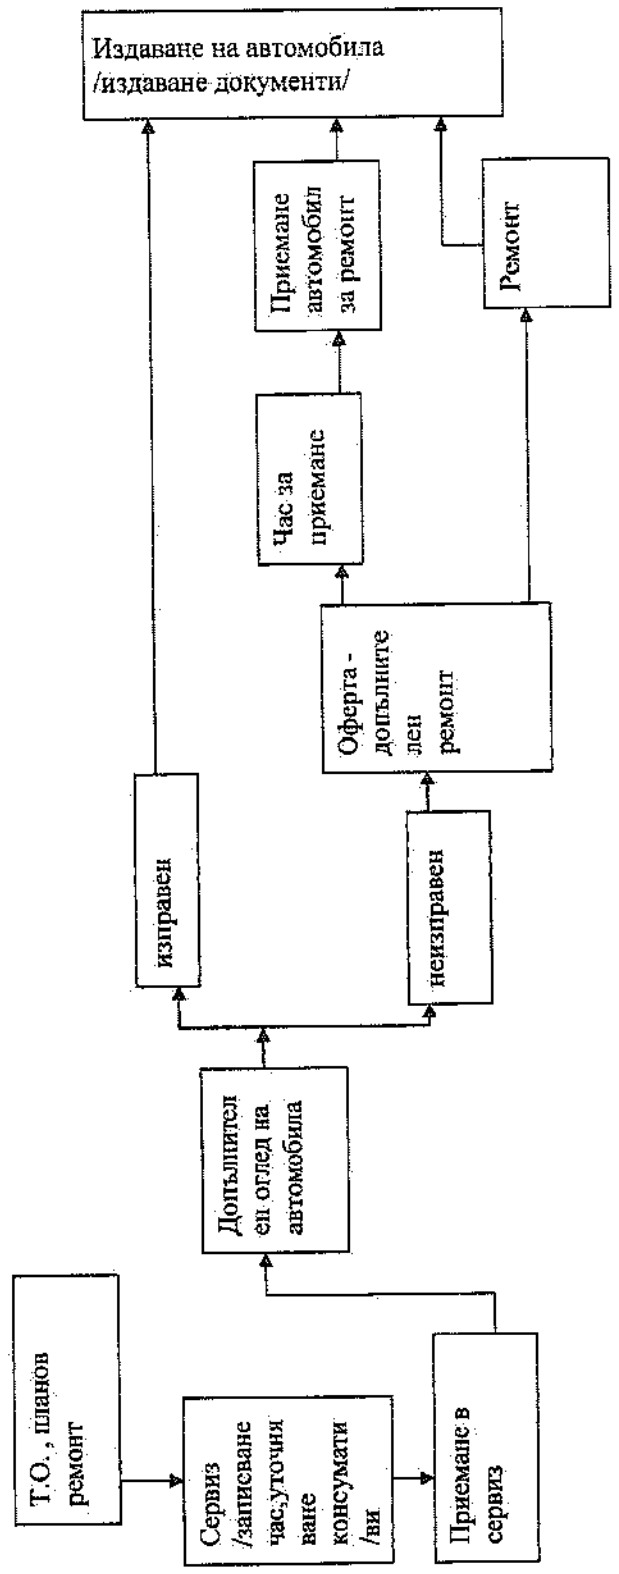 Т.О. , планов
ремонт
Сервиз
/записване
час,уточня
ване
консумати
/ви
Приемане в
сервиз
Допълнител
ен оглед на
автомобила
изправен
неизправен
Оферта -
допълните
лен
ремонт
Час за
приемане
Приемане
автомобил
за ремонт
Ремонт
Издаване на автомобила
/издаване документи/